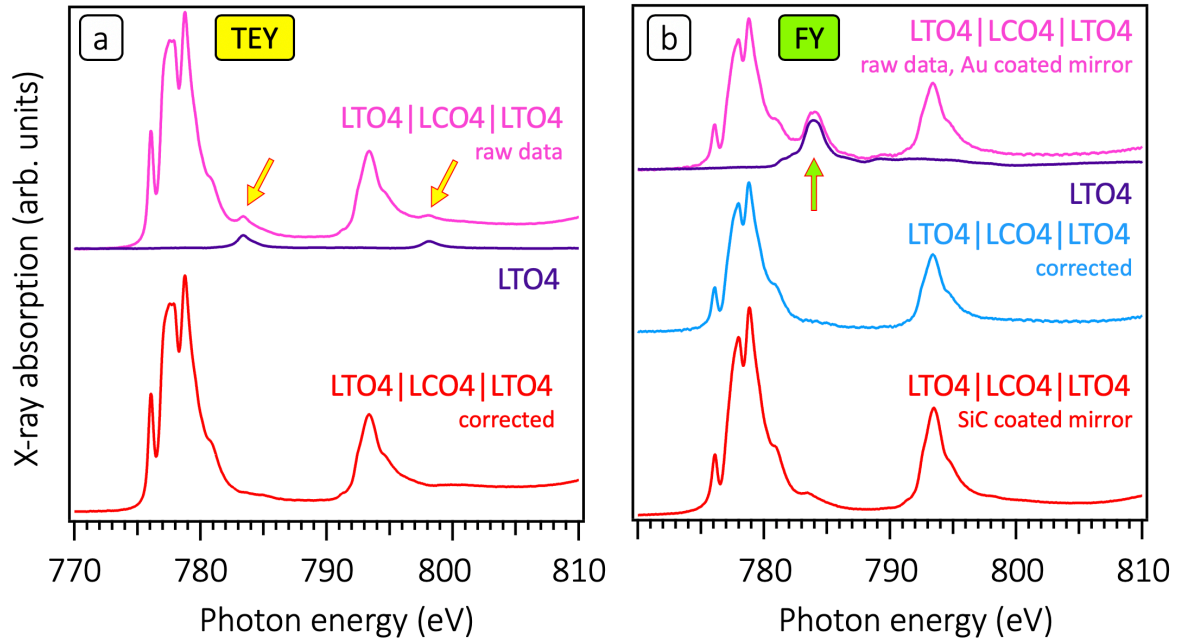 a
TEY
LTO4|LCO4|LTO4
raw data
LTO4
LTO4|LCO4|LTO4
corrected
X-ray absorption (arb. units)
770
780
790
800
810
Photon energy (eV)
b
FY
LTO4|LCO4|LTO4
raw data, Au coated mirror
LTO4
LTO4|LCO4|LTO4
corrected
LTO4|LCO4|LTO4
SiC coated mirror
780
790
800
810
Photon energy (eV)